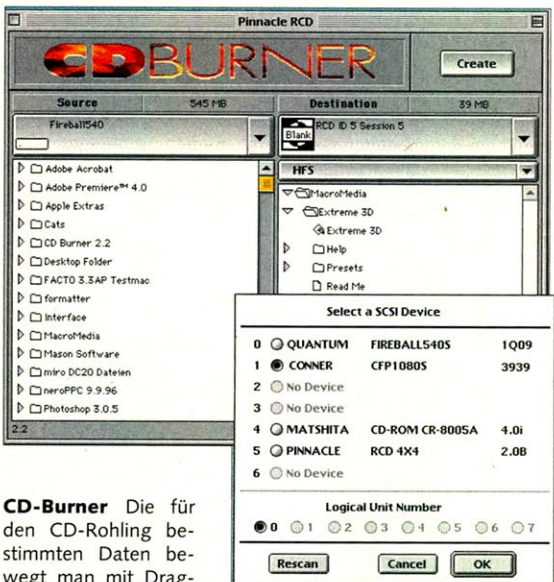 Pinnacle RCD
CD BURNER
Create
Source 545 MB
Destination 39 MB
Fireball540
Blank RCD ID 5 Session 5
HFS
Adobe Acrobat
Adobe Premiere™ 4.0
Apple Extras
Cats
CD Burner 2.2
Desktop Folder
FACTO 3.3AP Testmac
formatter
Interface
MacroMedia
Mason Software
miro DC20 Dateien
neroPPC 9.9.96
Photoshop 3.0.5
2.2
MacroMedia
Extreme 3D
Extreme 3D
Help
Presets
Read Me
Select a SCSI Device
0 QUANTUM FIREBALL540S 1Q09
1 CONNER CFP1080S 3939
2 No Device
3 No Device
4 MATSHITA CD-ROM CR-8005A 4.0i
5 PINNACLE RCD 4X4 2.0B
6 No Device
Logical Unit Number
0 1 2 3 4 5 6 7
Rescan Cancel OK
CD-Burner Die für
den CD-Rohling be-
stimmten Daten be-
wegt man mit Drag-